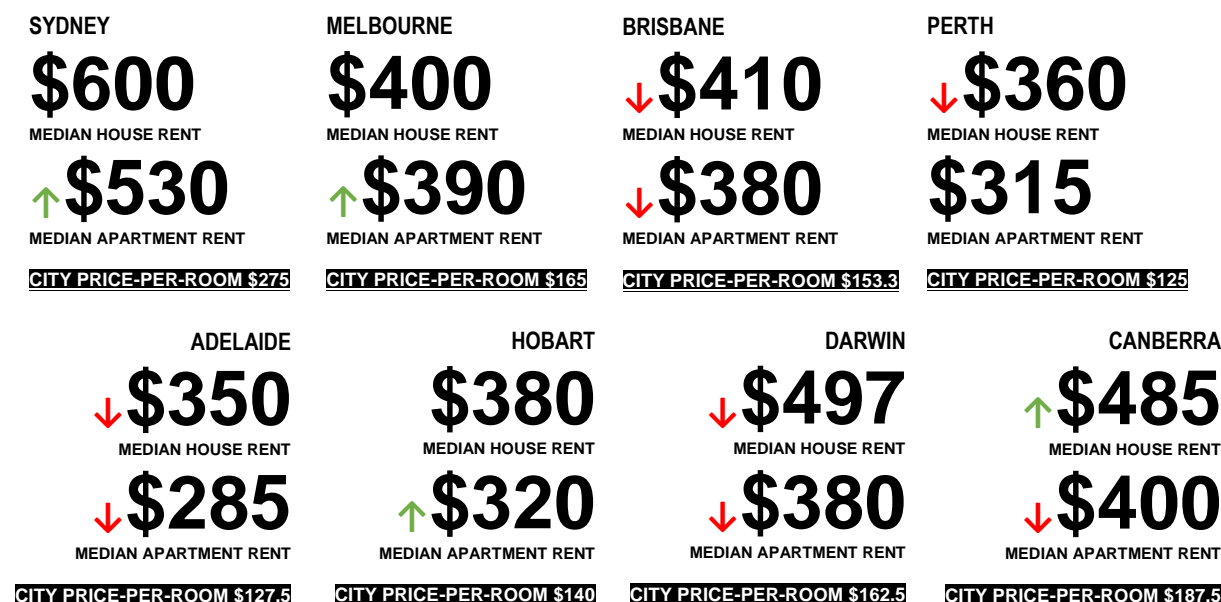 SYDNEY
$600
MEDIAN HOUSE RENT
↑$530
MEDIAN APARTMENT RENT
CITY PRICE-PER-ROOM $275
MELBOURNE
$400
MEDIAN HOUSE RENT
↑$390
MEDIAN APARTMENT RENT
CITY PRICE-PER-ROOM $165
BRISBANE
↓$410
MEDIAN HOUSE RENT
↓$380
MEDIAN APARTMENT RENT
CITY PRICE-PER-ROOM $153.3
PERTH
↓$360
MEDIAN HOUSE RENT
$315
MEDIAN APARTMENT RENT
CITY PRICE-PER-ROOM $125
ADELAIDE
↓$350
MEDIAN HOUSE RENT
↓$285
MEDIAN APARTMENT RENT
CITY PRICE-PER-ROOM $127.5
HOBART
$380
MEDIAN HOUSE RENT
↑$320
MEDIAN APARTMENT RENT
CITY PRICE-PER-ROOM $140
DARWIN
↓$497
MEDIAN HOUSE RENT
↓$380
MEDIAN APARTMENT RENT
CITY PRICE-PER-ROOM $162.5
CANBERRA
↑$485
MEDIAN HOUSE RENT
↓$400
MEDIAN APARTMENT RENT
CITY PRICE-PER-ROOM $187.5